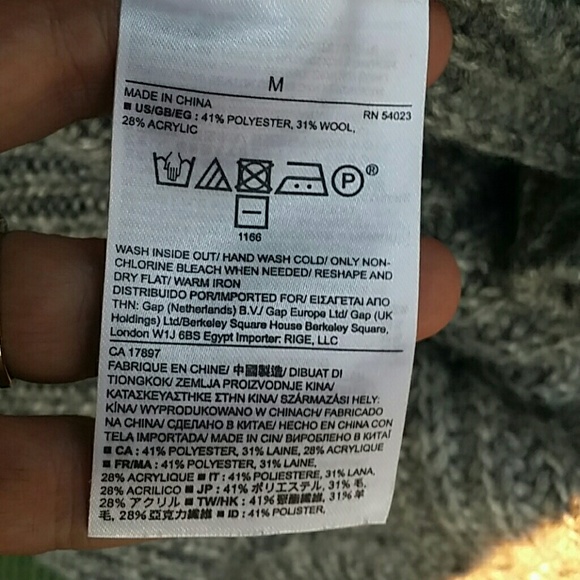 M
MADE IN CHINA RN 54023
■ US/GB/EG : 41% POLYESTER, 31% WOOL,
28% ACRYLIC
P ®
1166
WASH INSIDE OUT/ HAND WASH COLD/ ONLY NON-
CHLORINE BLEACH WHEN NEEDED/ RESHAPE AND
DRY FLAT/ WARM IRON
DISTRIBUIDO POR/IMPORTED FOR/ ΕΙΣΑΓΕΤΑΙ ΑΠΟ
THN: Gap (Netherlands) B.V./ Gap Europe Ltd/ Gap (UK
Holdings) Ltd/Berkeley Square House Berkeley Square,
London W1J 6BS Egypt Importer: RIGE, LLC
CA 17897
FABRIQUE EN CHINE/ 中國製造/ DIBUAT DI
TIONGKOK/ ZEMLJA PROIZVODNJE KINA/
ΚΑΤΑΣΚΕΥΑΣΤΗΚΕ ΣΤΗΝ ΚΙΝΑ/ SZÁRMAZÁSI HELY:
KÍNA/ WYPRODUKOWANO W CHINACH/ FABRICADO
NA CHINA/ СДЕЛАНО В КИТАЕ/ HECHO EN CHINA CON
TELA IMPORTADA/ MADE IN CIN/ ВИРОБЛЕНО В КИТАЇ
■ CA : 41% POLYESTER, 31% LAINE, 28% ACRYLIQUE
■ FR/MA : 41% POLYESTER, 31% LAINE,
28% ACRYLIQUE ■ IT : 41% POLIESTERE, 31% LANA,
28% ACRILICO ■ JP : 41% ポリエステル, 31% 毛,
28% アクリル ■ TW/HK : 41% 聚酯纖維, 31% 羊
毛, 28% 亞克力纖維 ■ ID : 41% POLISTER,